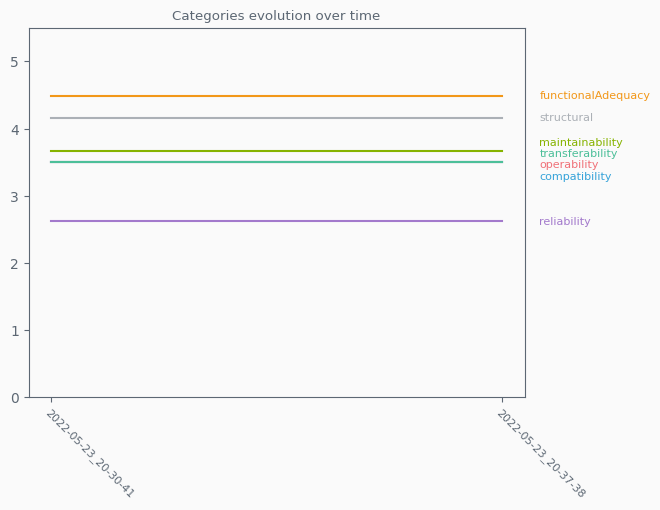 Categories evolution over time
5
4
3
2
1
0
functionalAdequacy
structural
maintainability
transferability
operability
compatibility
reliability
2022-05-23_20-30-41
2022-05-23_20-37-38